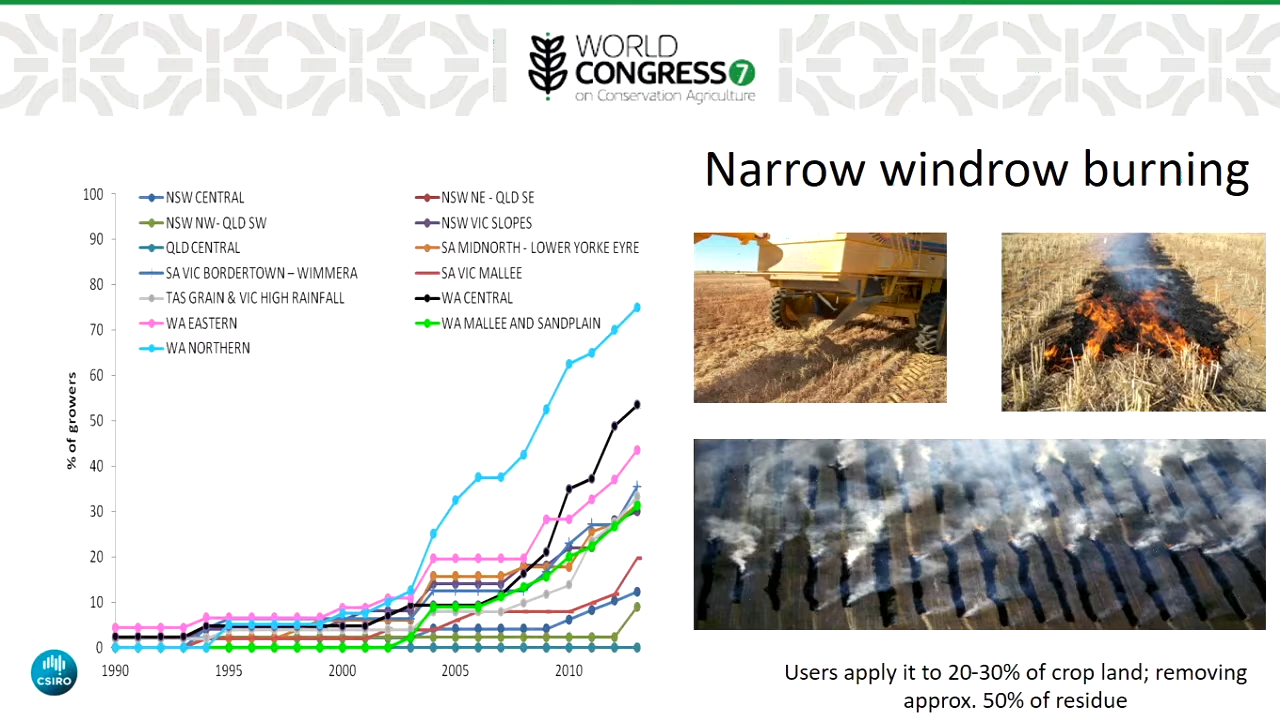 WORLD
CONGRESS 7
on Conservation Agriculture
Narrow windrow burning
100
90
80
70
60
50
40
30
20
10
0
% of growers
NSW CENTRAL
NSW NE - QLD SE
NSW NW- QLD SW
NSW VIC SLOPES
QLD CENTRAL
SA MIDNORTH - LOWER YORKE EYRE
SA VIC BORDERTOWN – WIMMERA
SA VIC MALLEE
TAS GRAIN & VIC HIGH RAINFALL
WA CENTRAL
WA EASTERN
WA MALLEE AND SANDPLAIN
WA NORTHERN
1990
1995
2000
2005
2010
CSIRO
Users apply it to 20-30% of crop land; removing
approx. 50% of residue